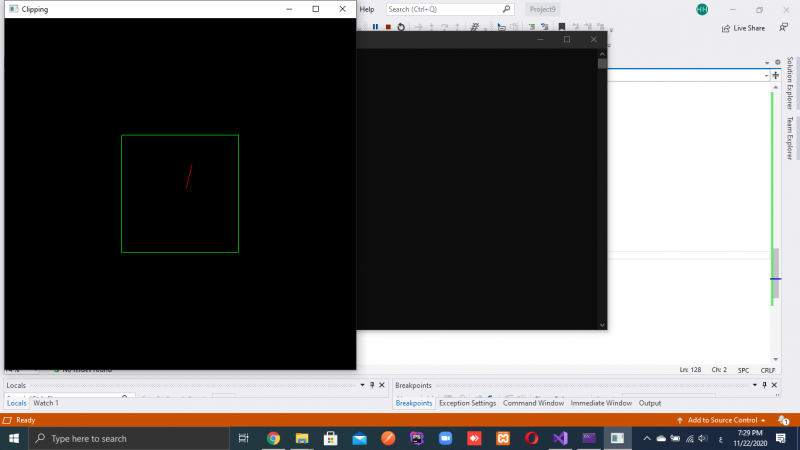 Clipping
Help
Search (Ctrl+Q)
Project9
HH
Live Share
Solution Explorer
Team Explorer
No issues found
Ln: 128 Ch: 2 SPC CRLF
Locals
Breakpoints
Locals Watch 1
Breakpoints Exception Settings Command Window Immediate Window Output
Ready
Add to Source Control
1
Type here to search
PS
ع
7:29 PM
11/22/2020